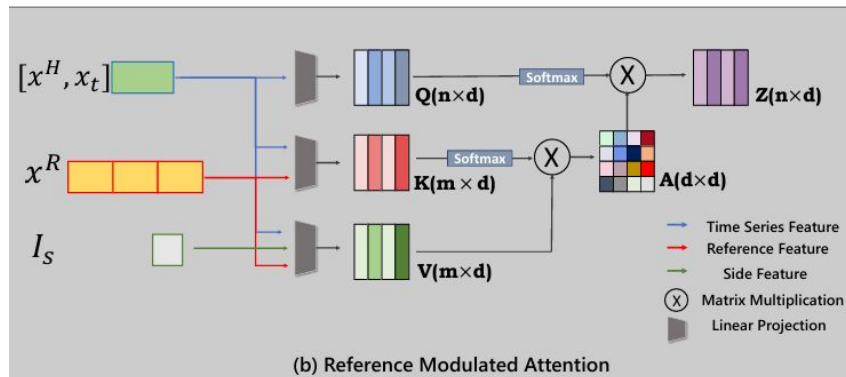 [x^H, x_t]
Q(n×d)
Softmax
X
Z(n×d)
x^R
K(m×d)
Softmax
X
A(d×d)
I_s
V(m×d)
Time Series Feature
Reference Feature
Side Feature
X
Matrix Multiplication
Linear Projection
(b) Reference Modulated Attention